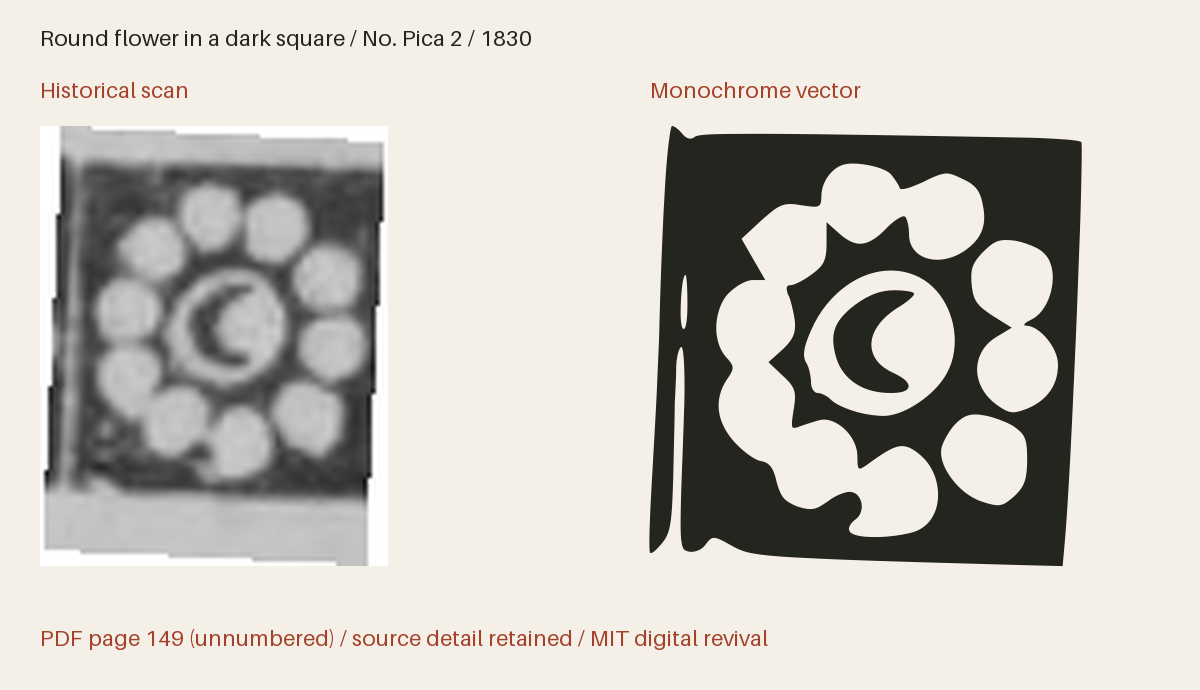 Round flower in a dark square / No. Pica 2 / 1830
Historical scan
Monochrome vector
PDF page 149 (unnumbered) / source detail retained / MIT digital revival